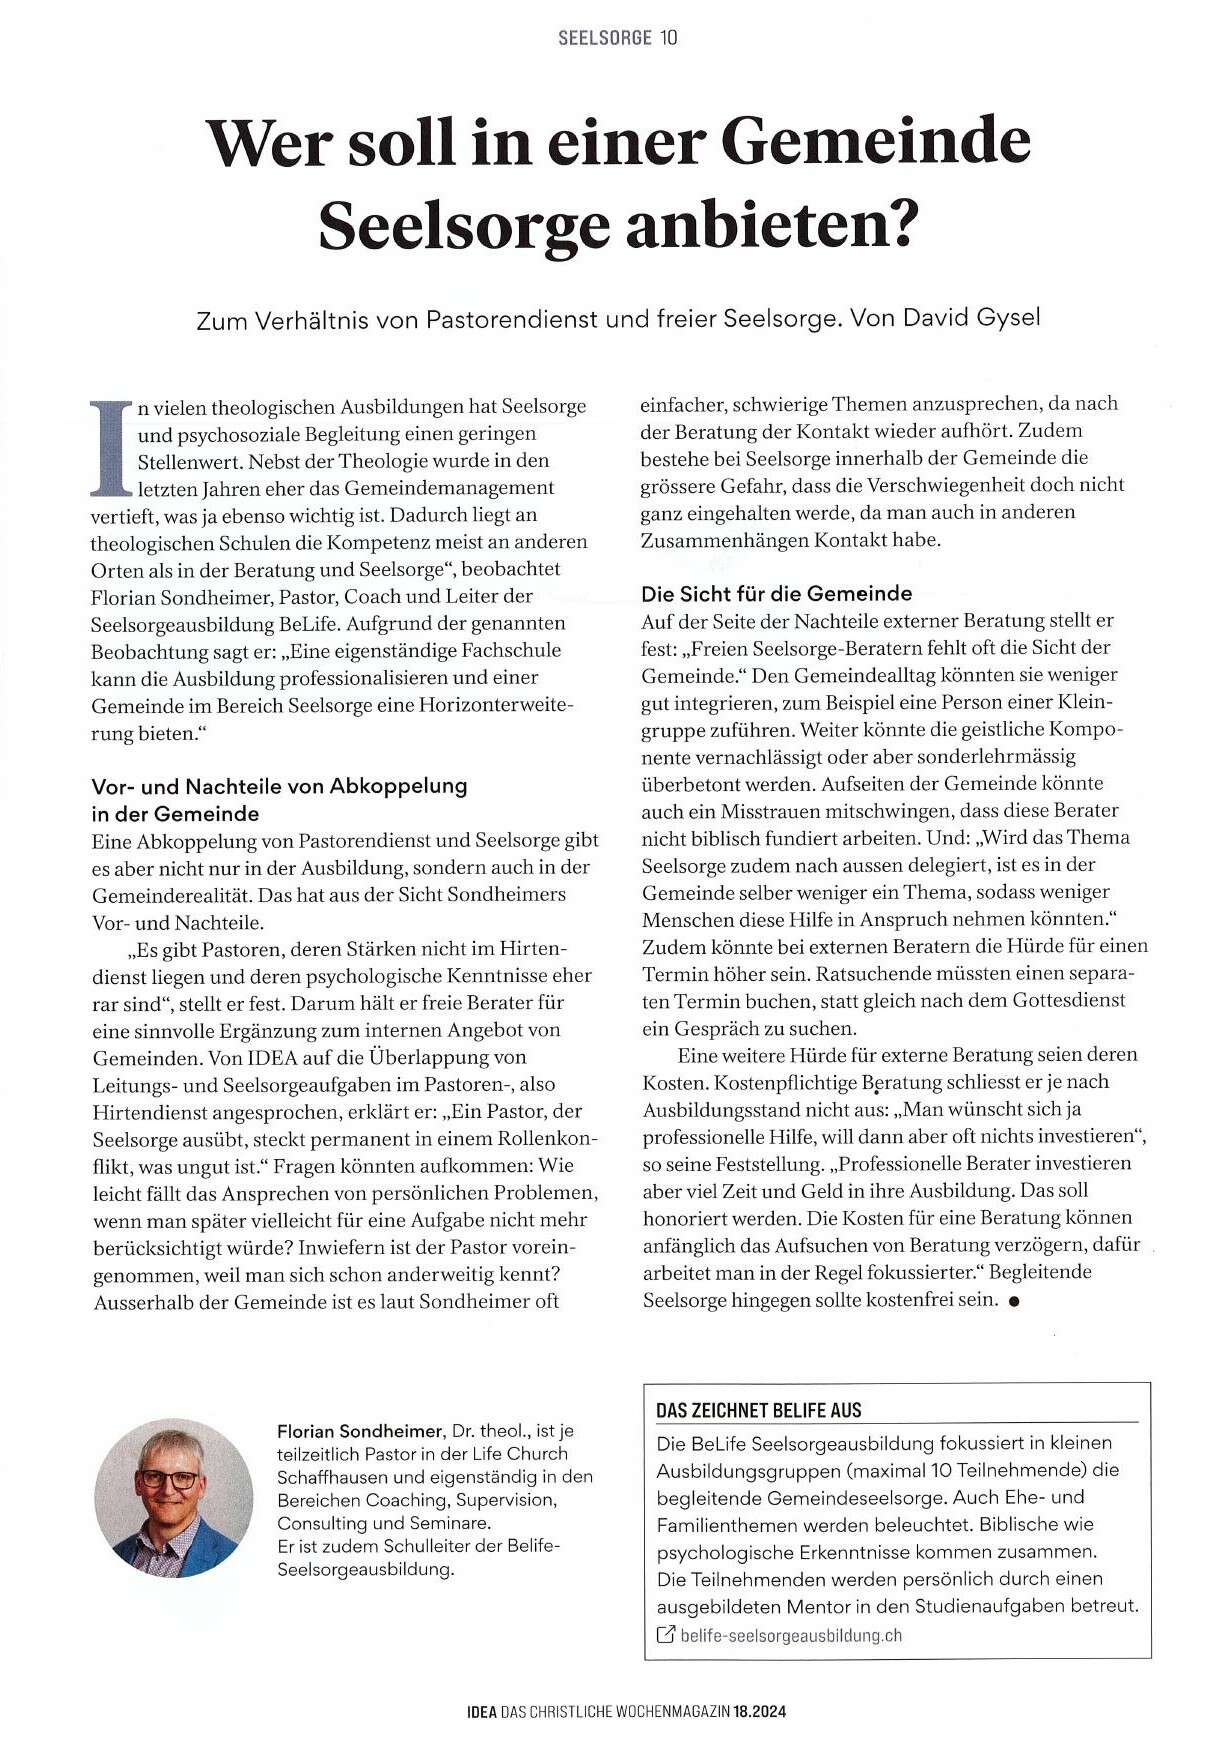 SEELSORGE 10
Wer soll in einer Gemeinde
Seelsorge anbieten?
Zum Verhältnis von Pastorendienst und freier Seelsorge. Von David Gysel
In vielen theologischen Ausbildungen hat Seelsorge
und psychosoziale Begleitung einen geringen
Stellenwert. Nebst der Theologie wurde in den
letzten Jahren eher das Gemeindemanagement
vertieft, was ja ebenso wichtig ist. Dadurch liegt an
theologischen Schulen die Kompetenz meist an anderen
Orten als in der Beratung und Seelsorge“, beobachtet
Florian Sondheimer, Pastor, Coach und Leiter der
Seelsorgeausbildung BeLife. Aufgrund der genannten
Beobachtung sagt er: „Eine eigenständige Fachschule
kann die Ausbildung professionalisieren und einer
Gemeinde im Bereich Seelsorge eine Horizonterweite-
rung bieten.“
Vor- und Nachteile von Abkoppelung
in der Gemeinde
Eine Abkoppelung von Pastorendienst und Seelsorge gibt
es aber nicht nur in der Ausbildung, sondern auch in der
Gemeinderealität. Das hat aus der Sicht Sondheimers
Vor- und Nachteile.
„Es gibt Pastoren, deren Stärken nicht im Hirten-
dienst liegen und deren psychologische Kenntnisse eher
rar sind“, stellt er fest. Darum hält er freie Berater für
eine sinnvolle Ergänzung zum internen Angebot von
Gemeinden. Von IDEA auf die Überlappung von
Leitungs- und Seelsorgeaufgaben im Pastoren-, also
Hirtendienst angesprochen, erklärt er: „Ein Pastor, der
Seelsorge ausübt, steckt permanent in einem Rollenkon-
flikt, was ungut ist.“ Fragen könnten aufkommen: Wie
leicht fällt das Ansprechen von persönlichen Problemen,
wenn man später vielleicht für eine Aufgabe nicht mehr
berücksichtigt würde? Inwiefern ist der Pastor vorein-
genommen, weil man sich schon anderweitig kennt?
Ausserhalb der Gemeinde ist es laut Sondheimer oft
einfacher, schwierige Themen anzusprechen, da nach
der Beratung der Kontakt wieder aufhört. Zudem
bestehe bei Seelsorge innerhalb der Gemeinde die
grössere Gefahr, dass die Verschwiegenheit doch nicht
ganz eingehalten werde, da man auch in anderen
Zusammenhängen Kontakt habe.
Die Sicht für die Gemeinde
Auf der Seite der Nachteile externer Beratung stellt er
fest: „Freien Seelsorge-Beratern fehlt oft die Sicht der
Gemeinde.“ Den Gemeindealltag könnten sie weniger
gut integrieren, zum Beispiel eine Person einer Klein-
gruppe zuführen. Weiter könnte die geistliche Kompo-
nente vernachlässigt oder aber sonderlehrmässig
überbetont werden. Aufseiten der Gemeinde könnte
auch ein Misstrauen mitschwingen, dass diese Berater
nicht biblisch fundiert arbeiten. Und: „Wird das Thema
Seelsorge zudem nach aussen delegiert, ist es in der
Gemeinde selber weniger ein Thema, sodass weniger
Menschen diese Hilfe in Anspruch nehmen könnten.“
Zudem könnte bei externen Beratern die Hürde für einen
Termin höher sein. Ratsuchende müssten einen separa-
ten Termin buchen, statt gleich nach dem Gottesdienst
ein Gespräch zu suchen.
Eine weitere Hürde für externe Beratung seien deren
Kosten. Kostenpflichtige Beratung schliesst er je nach
Ausbildungsstand nicht aus: „Man wünscht sich ja
professionelle Hilfe, will dann aber oft nichts investieren“,
so seine Feststellung. „Professionelle Berater investieren
aber viel Zeit und Geld in ihre Ausbildung. Das soll
honoriert werden. Die Kosten für eine Beratung können
anfänglich das Aufsuchen von Beratung verzögern, dafür
arbeitet man in der Regel fokussierter.“ Begleitende
Seelsorge hingegen sollte kostenfrei sein. ●
Florian Sondheimer, Dr. theol., ist je
teilzeitlich Pastor in der Life Church
Schaffhausen und eigenständig in den
Bereichen Coaching, Supervision,
Consulting und Seminare.
Er ist zudem Schulleiter der Belife-
Seelsorgeausbildung.
DAS ZEICHNET BELIFE AUS
Die BeLife Seelsorgeausbildung fokussiert in kleinen
Ausbildungsgruppen (maximal 10 Teilnehmende) die
begleitende Gemeindeseelsorge. Auch Ehe- und
Familienthemen werden beleuchtet. Biblische wie
psychologische Erkenntnisse kommen zusammen.
Die Teilnehmenden werden persönlich durch einen
ausgebildeten Mentor in den Studienaufgaben betreut.
belife-seelsorgeausbildung.ch
IDEA DAS CHRISTLICHE WOCHENMAGAZIN 18.2024